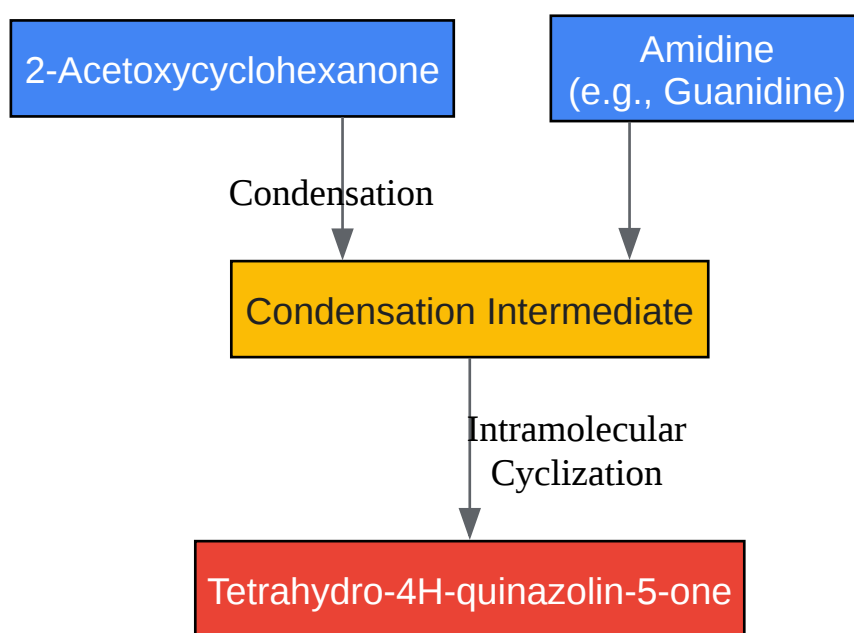 2-Acetoxycyclohexanone
Amidine
(e.g., Guanidine)
Condensation
Condensation Intermediate
Intramolecular
Cyclization
Tetrahydro-4H-quinazolin-5-one